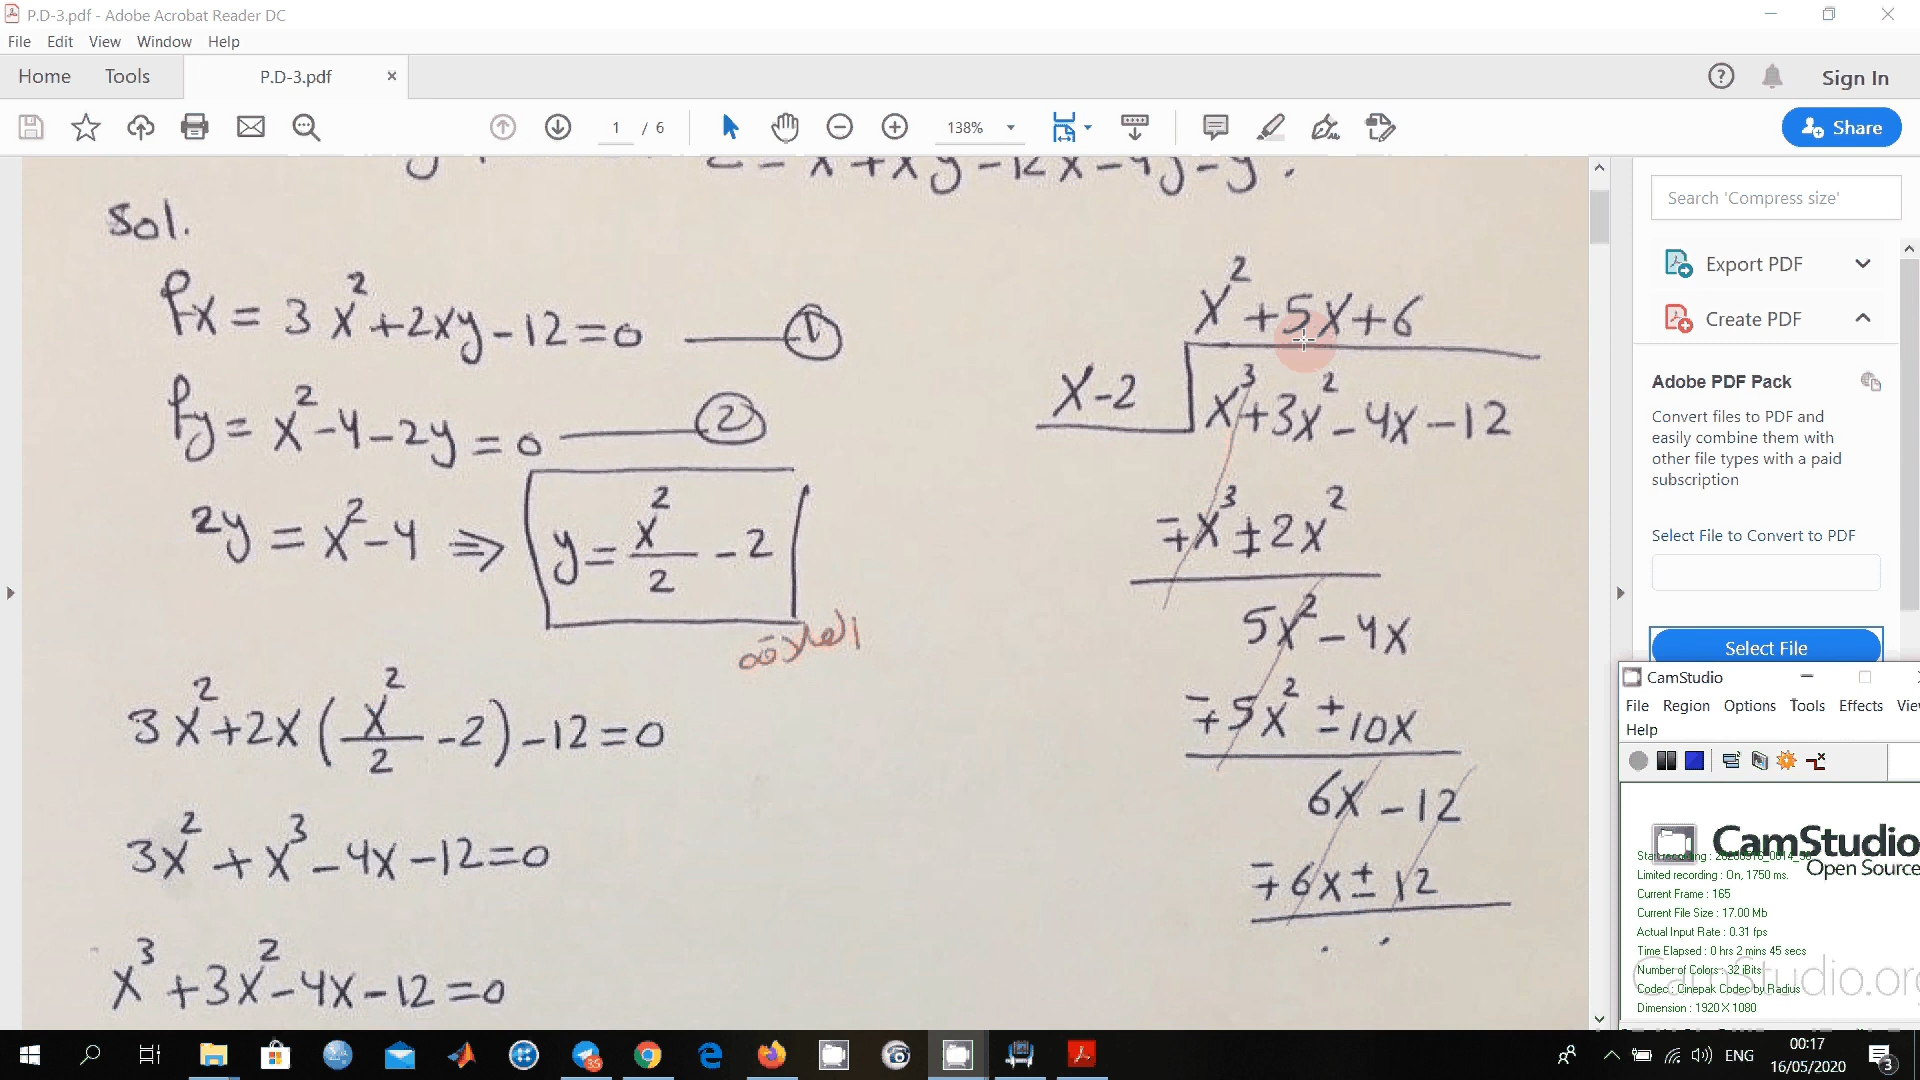 P.D-3.pdf - Adobe Acrobat Reader DC
File Edit View Window Help
Home Tools P.D-3.pdf × Sign In
1 / 6 138% Share
Sol.
fx = 3x² + 2xy - 12 = 0 —— ①
fy = x² - 4 - 2y = 0 —— ②
2y = x² - 4 ⇒ y = x²/2 - 2
العلاقة
3x² + 2x (x²/2 - 2) - 12 = 0
3x² + x³ - 4x - 12 = 0
x³ + 3x² - 4x - 12 = 0
x² + 5x + 6
x - 2
x³ + 3x² - 4x - 12
∓x³ ± 2x²
5x² - 4x
∓5x² ± 10x
6x - 12
∓6x ± 12
Search 'Compress size'
Export PDF
Create PDF
Adobe PDF Pack
Convert files to PDF and
easily combine them with
other file types with a paid
subscription
Select File to Convert to PDF
Select File
CamStudio
File Region Options Tools Effects
Help
CamStudio
Open Source
Limited recording : On, 1750 ms.
Current Frame : 165
Current File Size : 17.00 Mb
Actual Input Rate : 0.31 fps
Time Elapsed : 0 hrs 2 mins 45 secs
Number of Colors : 32 iBits
Codec : Cinepak Codec by Radius
Dimension : 1920 X 1080
35
ENG
00:17
16/05/2020
3